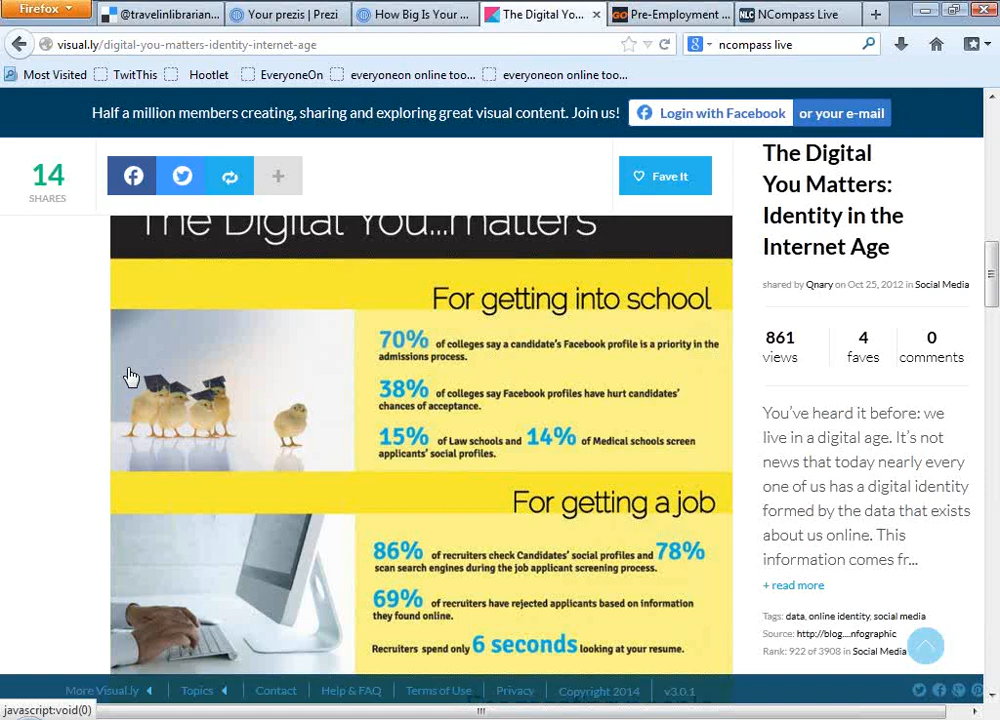 Firefox
@travelinlibrarian...
Your prezis | Prezi
How Big Is Your ...
The Digital Yo...
Pre-Employment ...
NCompass Live
visual.ly/digital-you-matters-identity-internet-age
ncompass live
Most Visited
TwitThis
Hootlet
EveryoneOn
everyoneon online too...
everyoneon online too...
Half a million members creating, sharing and exploring great visual content. Join us!
Login with Facebook
or your e-mail
14
SHARES
Fave It
The Digital You...matters
For getting into school
70% of colleges say a candidate's Facebook profile is a priority in the
admissions process.
38% of colleges say Facebook profiles have hurt candidates'
chances of acceptance.
15% of Law schools and 14% of Medical schools screen
applicants' social profiles.
For getting a job
86% of recruiters check Candidates' social profiles and 78%
scan search engines during the job applicant screening process.
69% of recruiters have rejected applicants based on information
they found online.
Recruiters spend only 6 seconds looking at your resume.
The Digital
You Matters:
Identity in the
Internet Age
shared by Qnary on Oct 25, 2012 in Social Media
861
views
4
faves
0
comments
You've heard it before: we
live in a digital age. It's not
news that today nearly every
one of us has a digital identity
formed by the data that exists
about us online. This
information comes fr...
+ read more
Tags: data, online identity, social media
Source: http://blog....nfographic
Rank: 922 of 3908 in Social Media
More Visual.ly
Topics
Contact
Help & FAQ
Terms of Use
Privacy
Copyright 2014
v3.0.1
javascript:void(0)